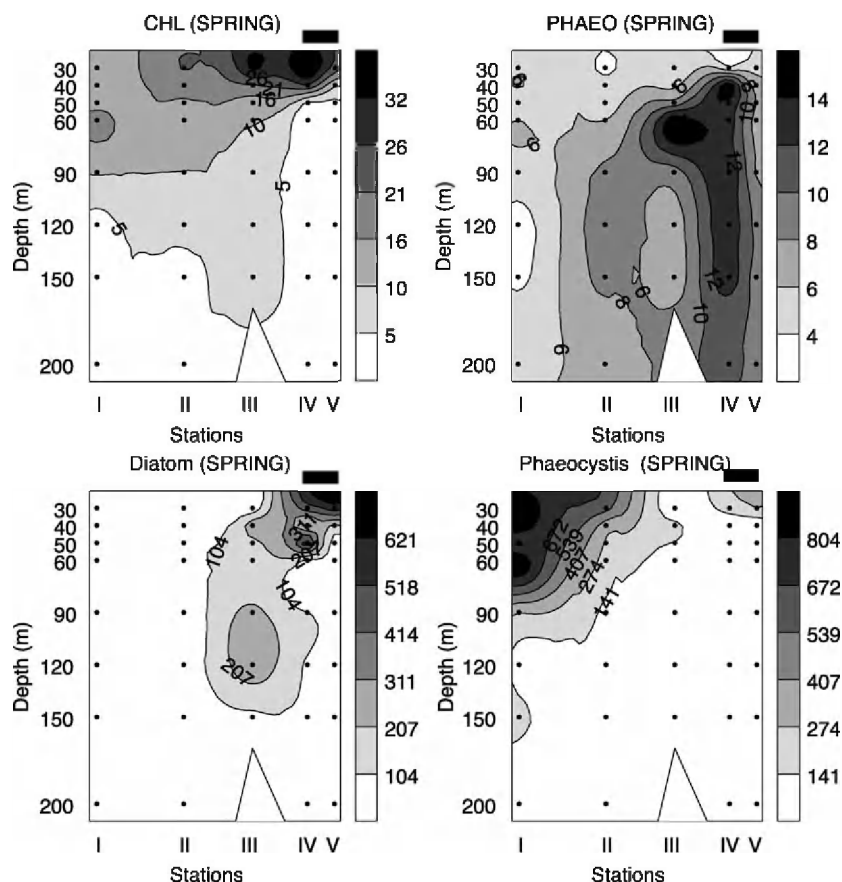 CHL (SPRING) PHAEO (SPRING)
30 40 50 60 90 120 150 200
Depth (m)
26 21 16 10 5 5
32 26 21 16 10 5
I II III IV V
Stations
30 40 50 60 90 120 150 200
Depth (m)
6 8 10 6 12 12 10 8 6 6
14 12 10 8 6 4
I II III IV V
Stations
Diatom (SPRING) Phaeocystis (SPRING)
30 40 50 60 90 120 150 200
Depth (m)
104 311 207 104 207
621 518 414 311 207 104
I II III IV V
Stations
30 40 50 60 90 120 150 200
Depth (m)
672 539 407 274 141
804 672 539 407 274 141
I II III IV V
Stations